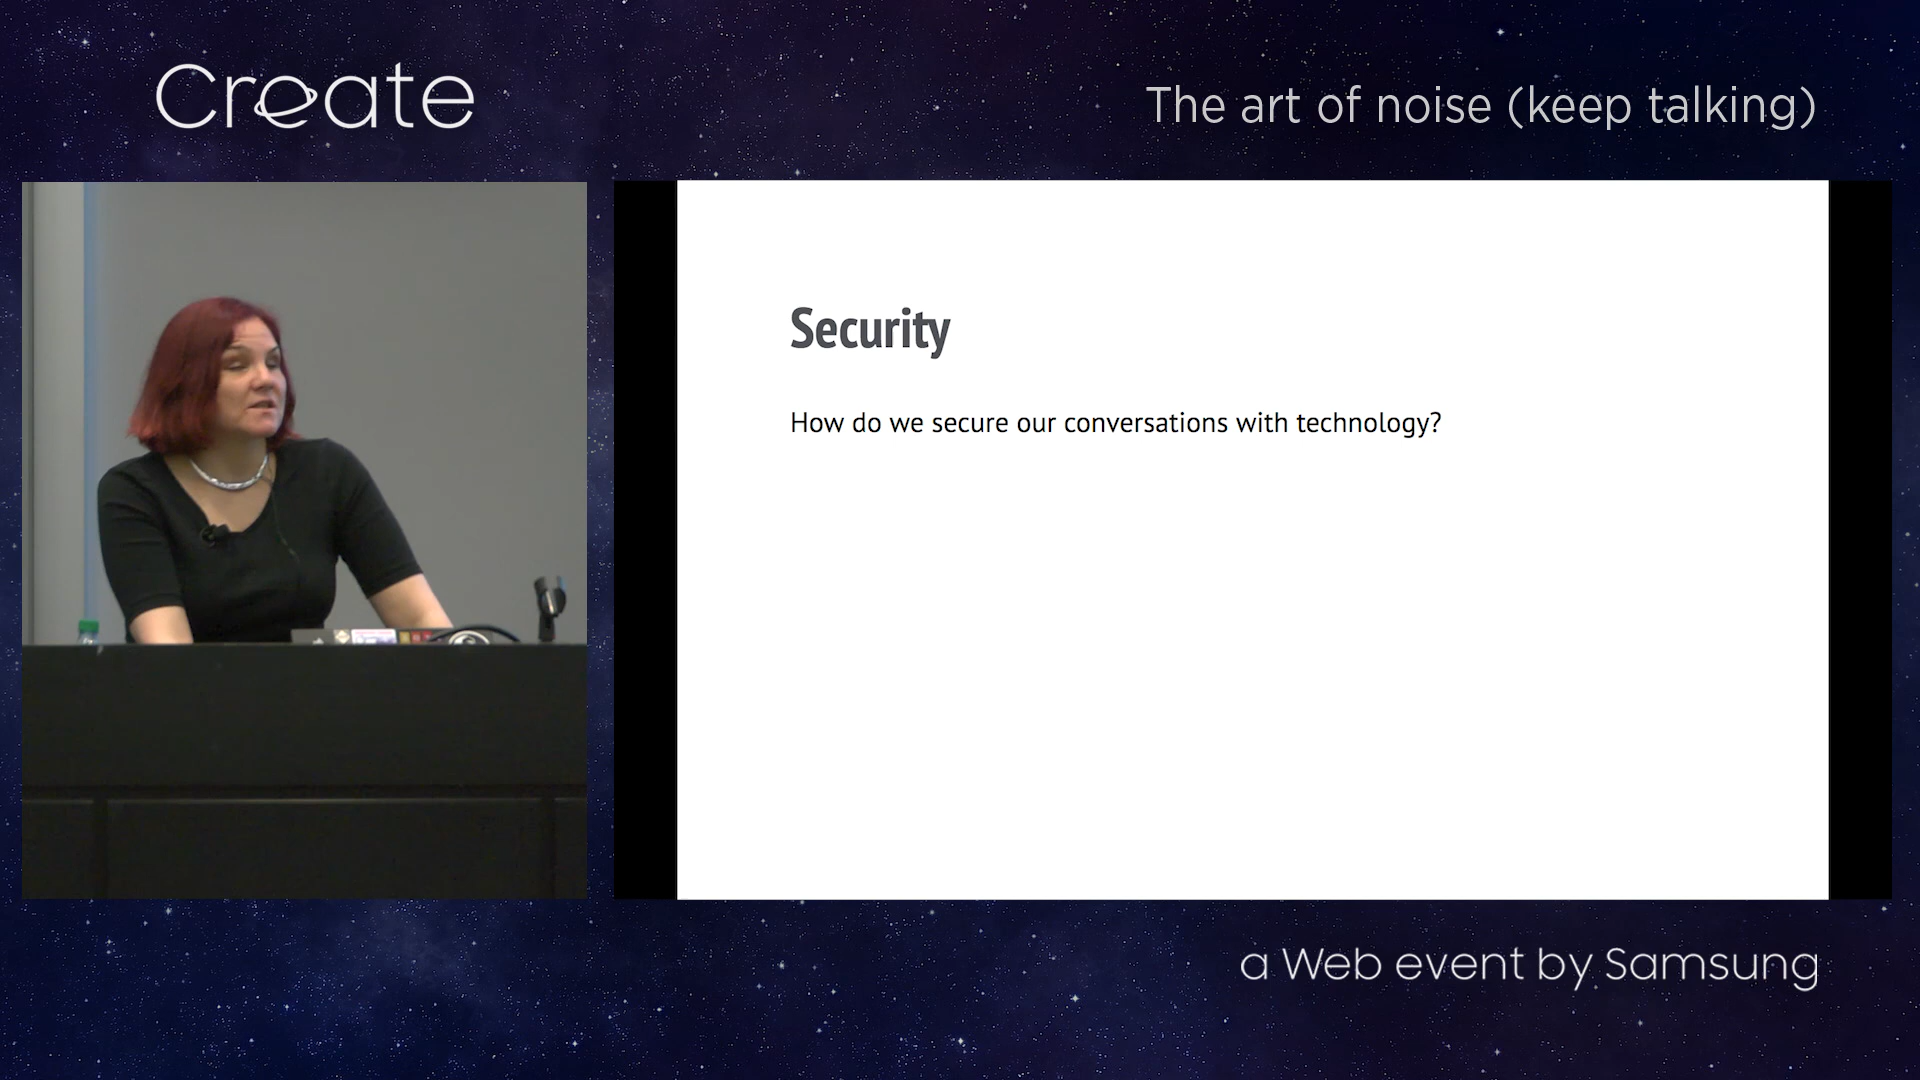 Create
The art of noise (keep talking)
Security
How do we secure our conversations with technology?
a Web event by Samsung